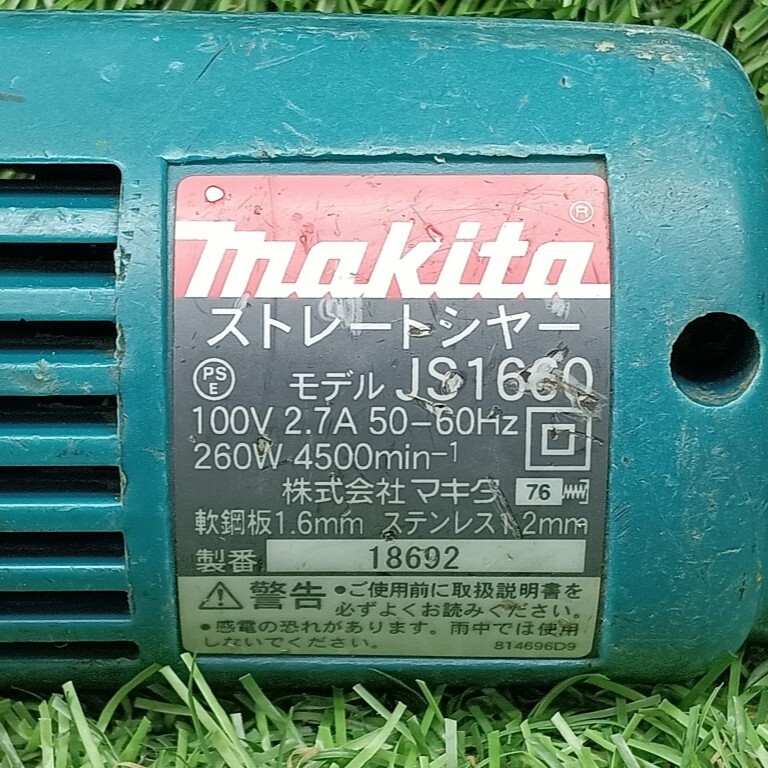 makita ®
ストレートシヤー
PS
E
モデル JS1660
100V 2.7A 50-60Hz
260W 4500min-1
株式会社 マキタ 76
軟鋼板1.6mm ステンレス1.2mm
製番 18692
警告 •ご使用前に取扱説明書を
必ずよくお読みください。
•感電の恐れがあります。雨中では使用
しないでください。
814696D9